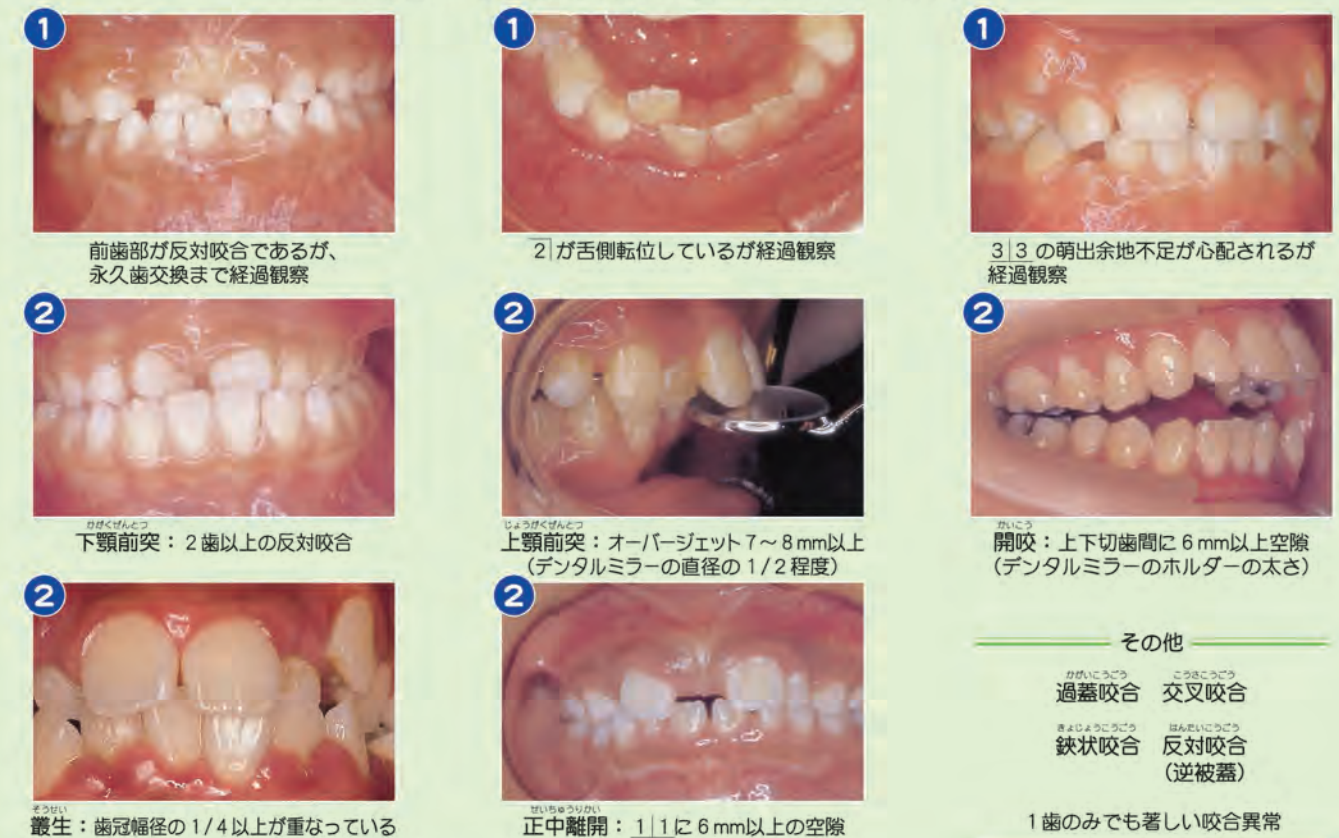 1
前歯部が反対咬合であるが、
永久歯交換まで経過観察
1
2|が舌側転位しているが経過観察
1
3|3の萌出余地不足が心配されるが
経過観察
2
かがくぜんとつ
下顎前突：2歯以上の反対咬合
2
じょうがくぜんとつ
上顎前突：オーバージェット7～8mm以上
（デンタルミラーの直径の1/2程度）
2
かいこう
開咬：上下切歯間に6mm以上空隙
（デンタルミラーのホルダーの太さ）
2
そうせい
叢生：歯冠幅径の1/4以上が重なっている
2
せいちゅうりかい
正中離開：1|1に6mm以上の空隙
その他
かがいこうごう こうさこうごう
過蓋咬合 交叉咬合
きょじょうこうごう はんたいこうごう
鋏状咬合 反対咬合
（逆被蓋）
1歯のみでも著しい咬合異常